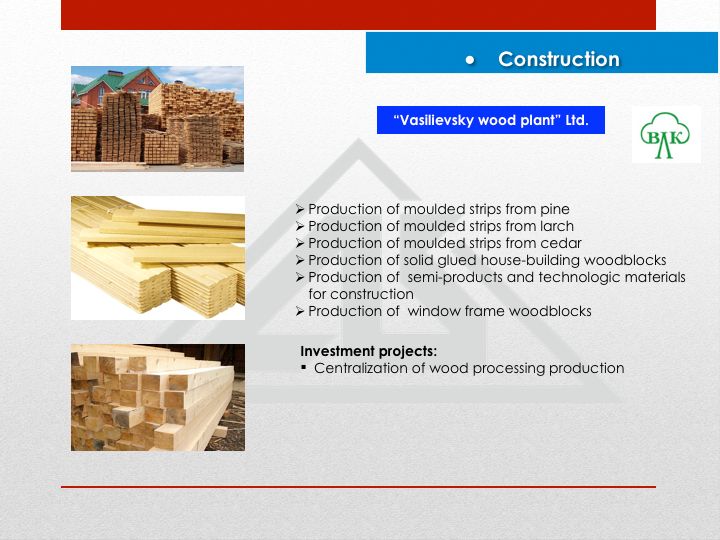 • Construction
“Vasilievsky wood plant” Ltd.
ВЛК
➢ Production of moulded strips from pine
➢ Production of moulded strips from larch
➢ Production of moulded strips from cedar
➢ Production of solid glued house-building woodblocks
➢ Production of  semi-products and technologic materials
for construction
➢ Production of  window frame woodblocks
Investment projects:
▪ Centralization of wood processing production